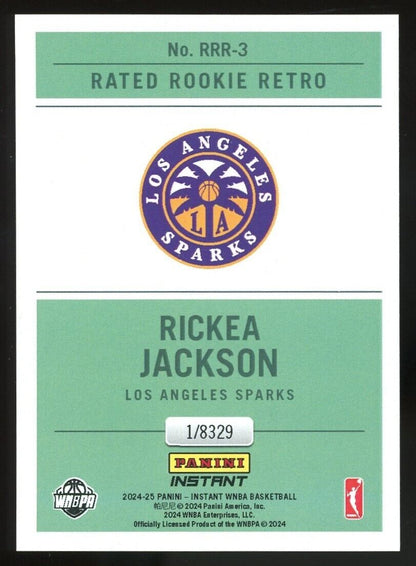 No. RRR-3
RATED ROOKIE RETRO
LOS ANGELES
LA
SPARKS
RICKEA
JACKSON
LOS ANGELES SPARKS
1/8329
PANINI
INSTANT
2024-25 PANINI - INSTANT WNBA BASKETBALL
帕尼尼 © 2024 Panini America, Inc.
2024 WNBA Enterprises, LLC.
Officially Licensed Product of the WNBPA © 2024
WNBPA